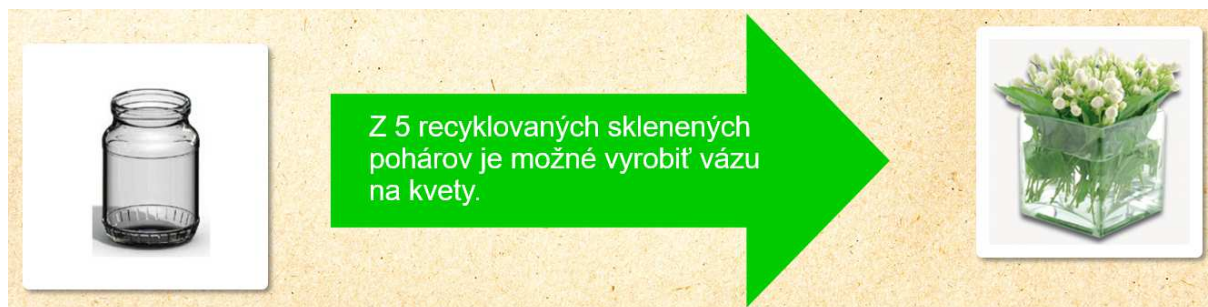 Z 5 recyklovaných sklenených
pohárov je možné vyrobiť vázu
na kvety.